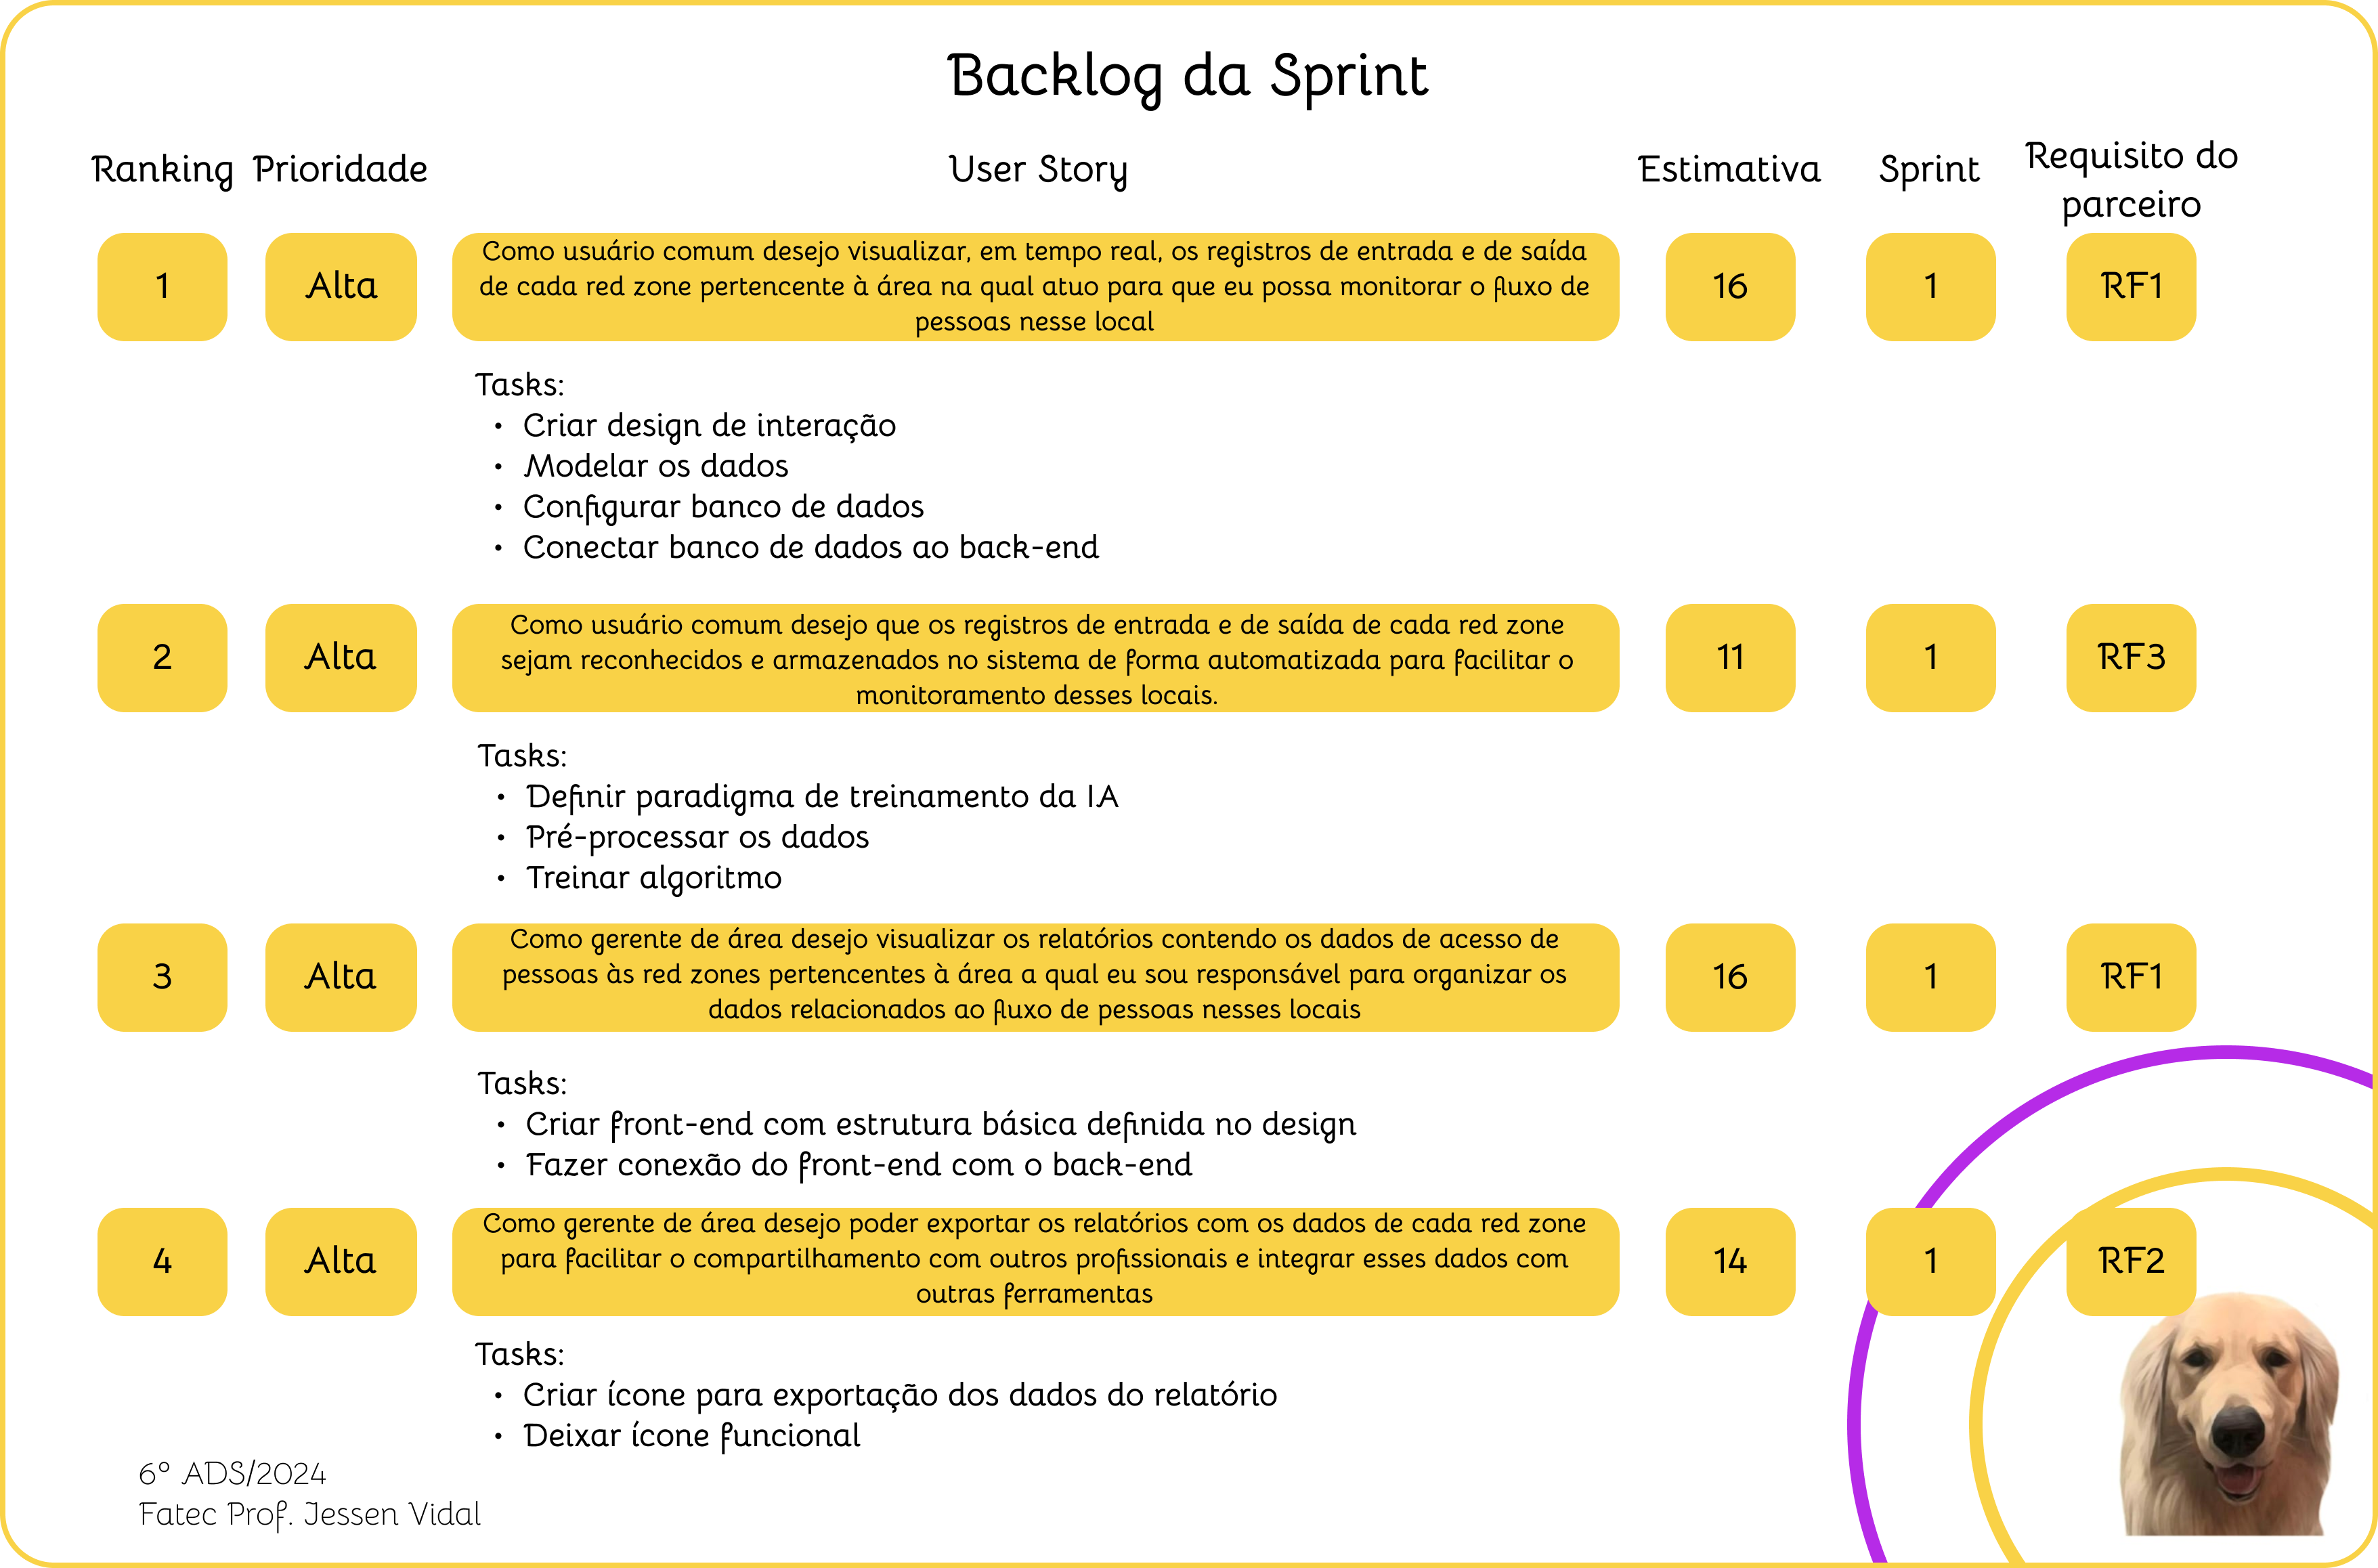 Backlog da Sprint
Ranking Prioridade User Story Estimativa Sprint Requisito do
parceiro
1 Alta Como usuário comum desejo visualizar, em tempo real, os registros de entrada e de saída
de cada red zone pertencente à área na qual atuo para que eu possa monitorar o fluxo de
pessoas nesse local
16 1 RF1
Tasks:
• Criar design de interação
• Modelar os dados
• Configurar banco de dados
• Conectar banco de dados ao back-end
2 Alta Como usuário comum desejo que os registros de entrada e de saída de cada red zone
sejam reconhecidos e armazenados no sistema de forma automatizada para facilitar o
monitoramento desses locais.
11 1 RF3
Tasks:
• Definir paradigma de treinamento da IA
• Pré-processar os dados
• Treinar algoritmo
3 Alta Como gerente de área desejo visualizar os relatórios contendo os dados de acesso de
pessoas às red zones pertencentes à área a qual eu sou responsável para organizar os
dados relacionados ao fluxo de pessoas nesses locais
16 1 RF1
Tasks:
• Criar front-end com estrutura básica definida no design
• Fazer conexão do front-end com o back-end
4 Alta Como gerente de área desejo poder exportar os relatórios com os dados de cada red zone
para facilitar o compartilhamento com outros profissionais e integrar esses dados com
outras ferramentas
14 1 RF2
Tasks:
• Criar ícone para exportação dos dados do relatório
• Deixar ícone funcional
6º ADS/2024
Fatec Prof. Jessen Vidal